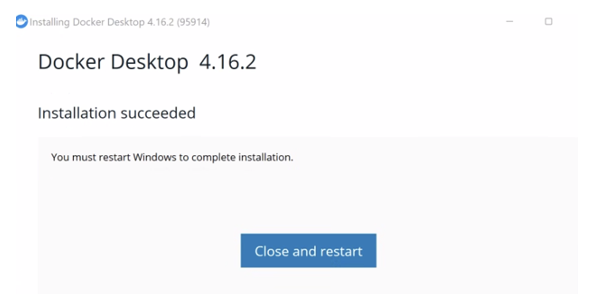 Installing Docker Desktop 4.16.2 (95914)
Docker Desktop 4.16.2
Installation succeeded
You must restart Windows to complete installation.
Close and restart